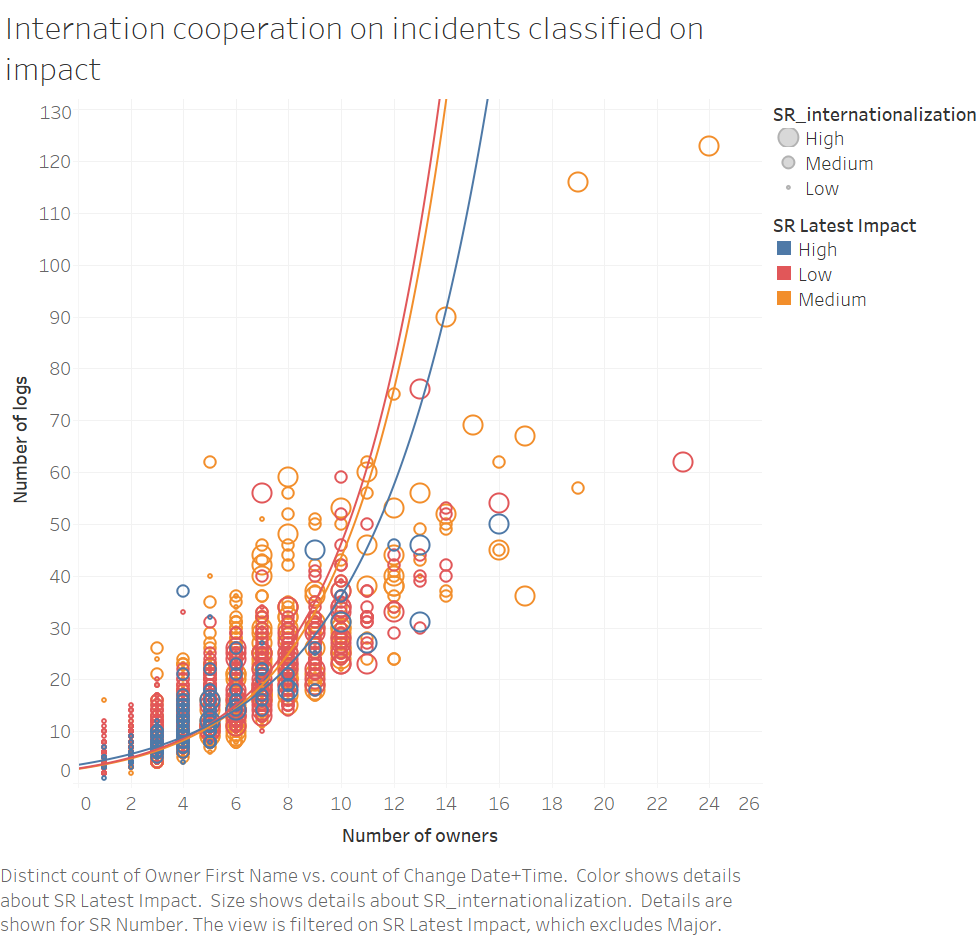 Internation cooperation on incidents classified on
impact
SR_internationalization
High
Medium
Low
SR Latest Impact
High
Low
Medium
Number of logs
130
120
110
100
90
80
70
60
50
40
30
20
10
0
0 2 4 6 8 10 12 14 16 18 20 22 24 26
Number of owners
Distinct count of Owner First Name vs. count of Change Date+Time. Color shows details
about SR Latest Impact. Size shows details about SR_internationalization. Details are
shown for SR Number. The view is filtered on SR Latest Impact, which excludes Major.